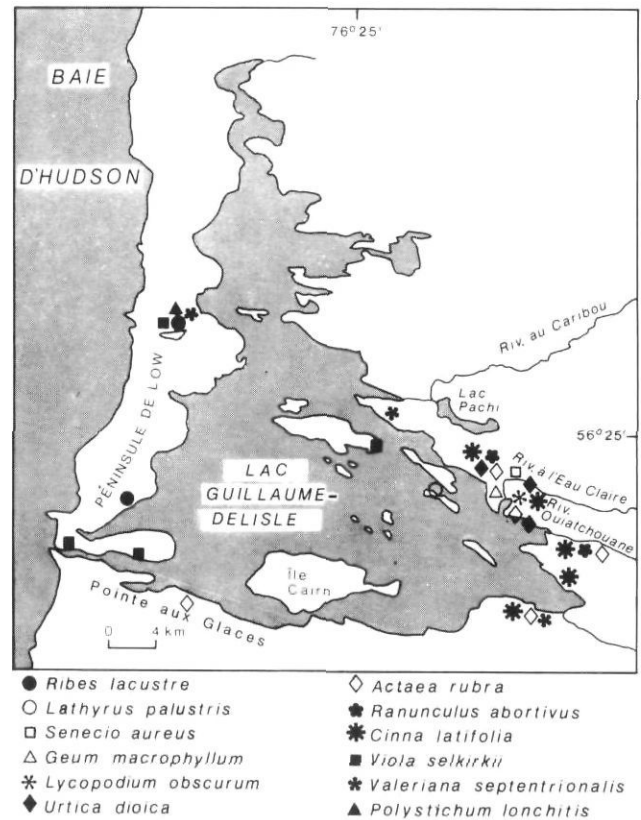 76° 25'
BAIE
D'HUDSON
Riv. au Caribou
Lac
Pachi
PÉNINSULE DE LOW
56° 25'
Riv. à l'Eau Claire
Riv.
Ouiatchouane
LAC
GUILLAUME-
DELISLE
Île
Cairn
Pointe aux Glaces
0 4 km
Ribes lacustre
Lathyrus palustris
Senecio aureus
Geum macrophyllum
Lycopodium obscurum
Urtica dioica
Actaea rubra
Ranunculus abortivus
Cinna latifolia
Viola selkirkii
Valeriana septentrionalis
Polystichum lonchitis